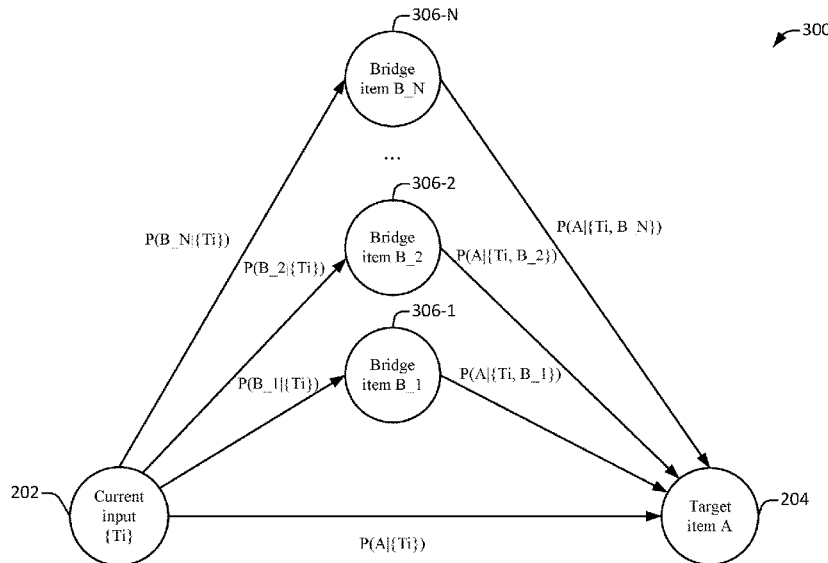 306-N
300
Bridge
item B_N
...
306-2
P(B_N|{Ti})
P(A|{Ti, B_N})
Bridge
item B_2
P(B_2|{Ti})
P(A|{Ti, B_2})
306-1
Bridge
item B_1
P(B_1|{Ti})
P(A|{Ti, B_1})
202
Current
input
{Ti}
Target
item A
204
P(A|{Ti})